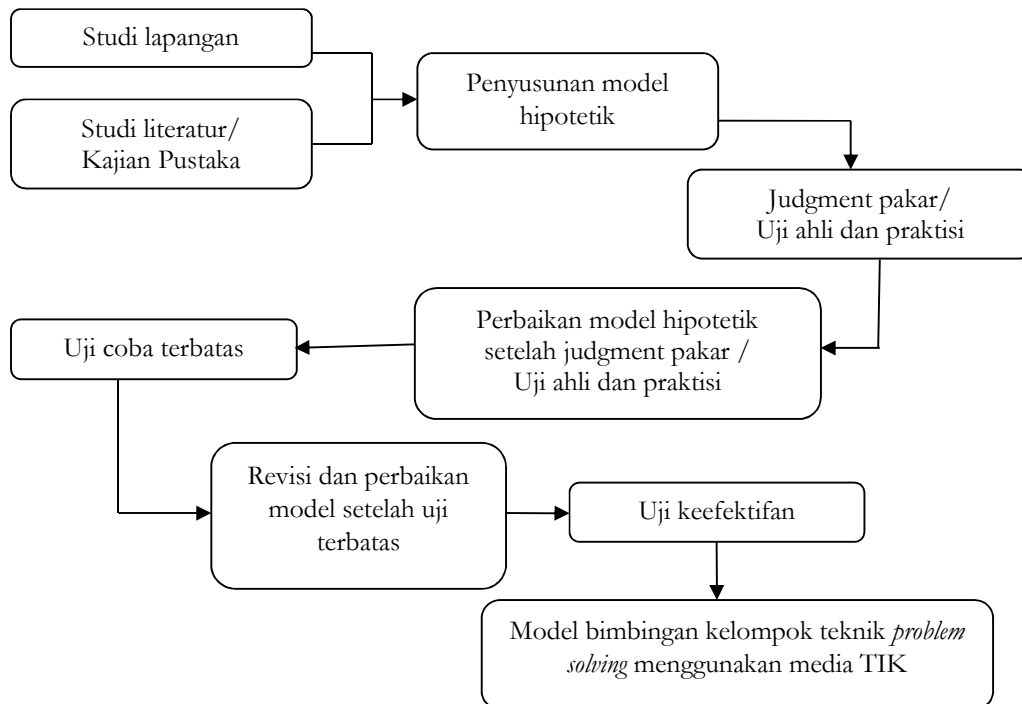 Studi lapangan
Studi literatur/
Kajian Pustaka
Penyusunan model
hipotetik
Judgment pakar/
Uji ahli dan praktisi
Perbaikan model hipotetik
setelah judgment pakar /
Uji ahli dan praktisi
Uji coba terbatas
Revisi dan perbaikan
model setelah uji
terbatas
Uji keefektifan
Model bimbingan kelompok teknik problem
solving menggunakan media TIK